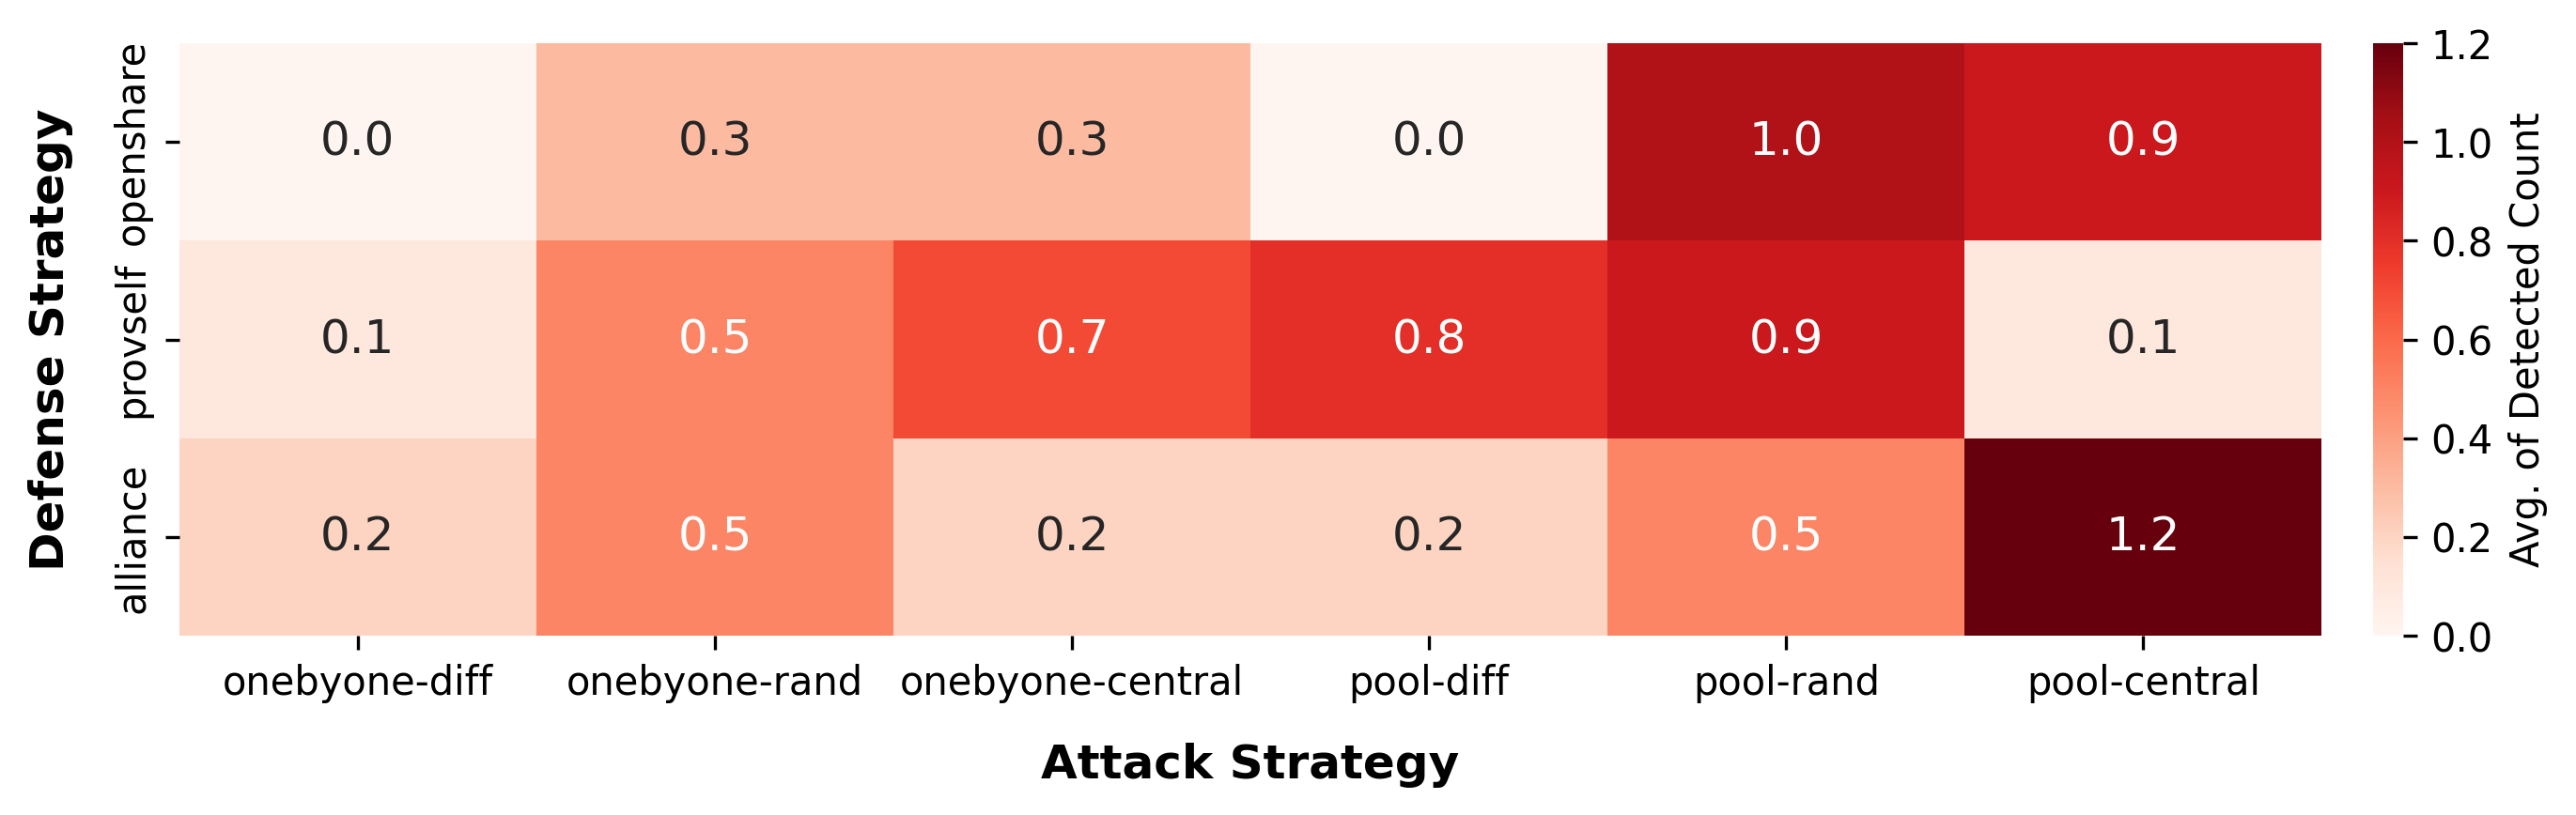 Defense Strategy
openshare
provself
alliance
0.0 0.3 0.3 0.0 1.0 0.9
0.1 0.5 0.7 0.8 0.9 0.1
0.2 0.5 0.2 0.2 0.5 1.2
onebyone-diff onebyone-rand onebyone-central pool-diff pool-rand pool-central
Attack Strategy
1.2
1.0
0.8
0.6
0.4
0.2
0.0
Avg. of Detected Count